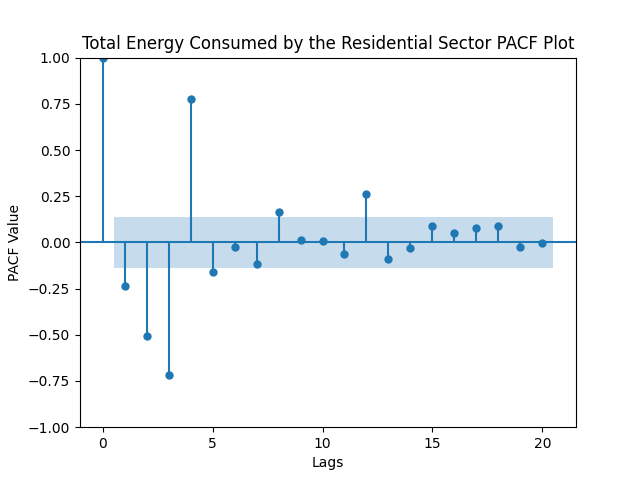 Total Energy Consumed by the Residential Sector PACF Plot
1.00
0.75
0.50
0.25
0.00
−0.25
−0.50
−0.75
−1.00
PACF Value
0 5 10 15 20
Lags